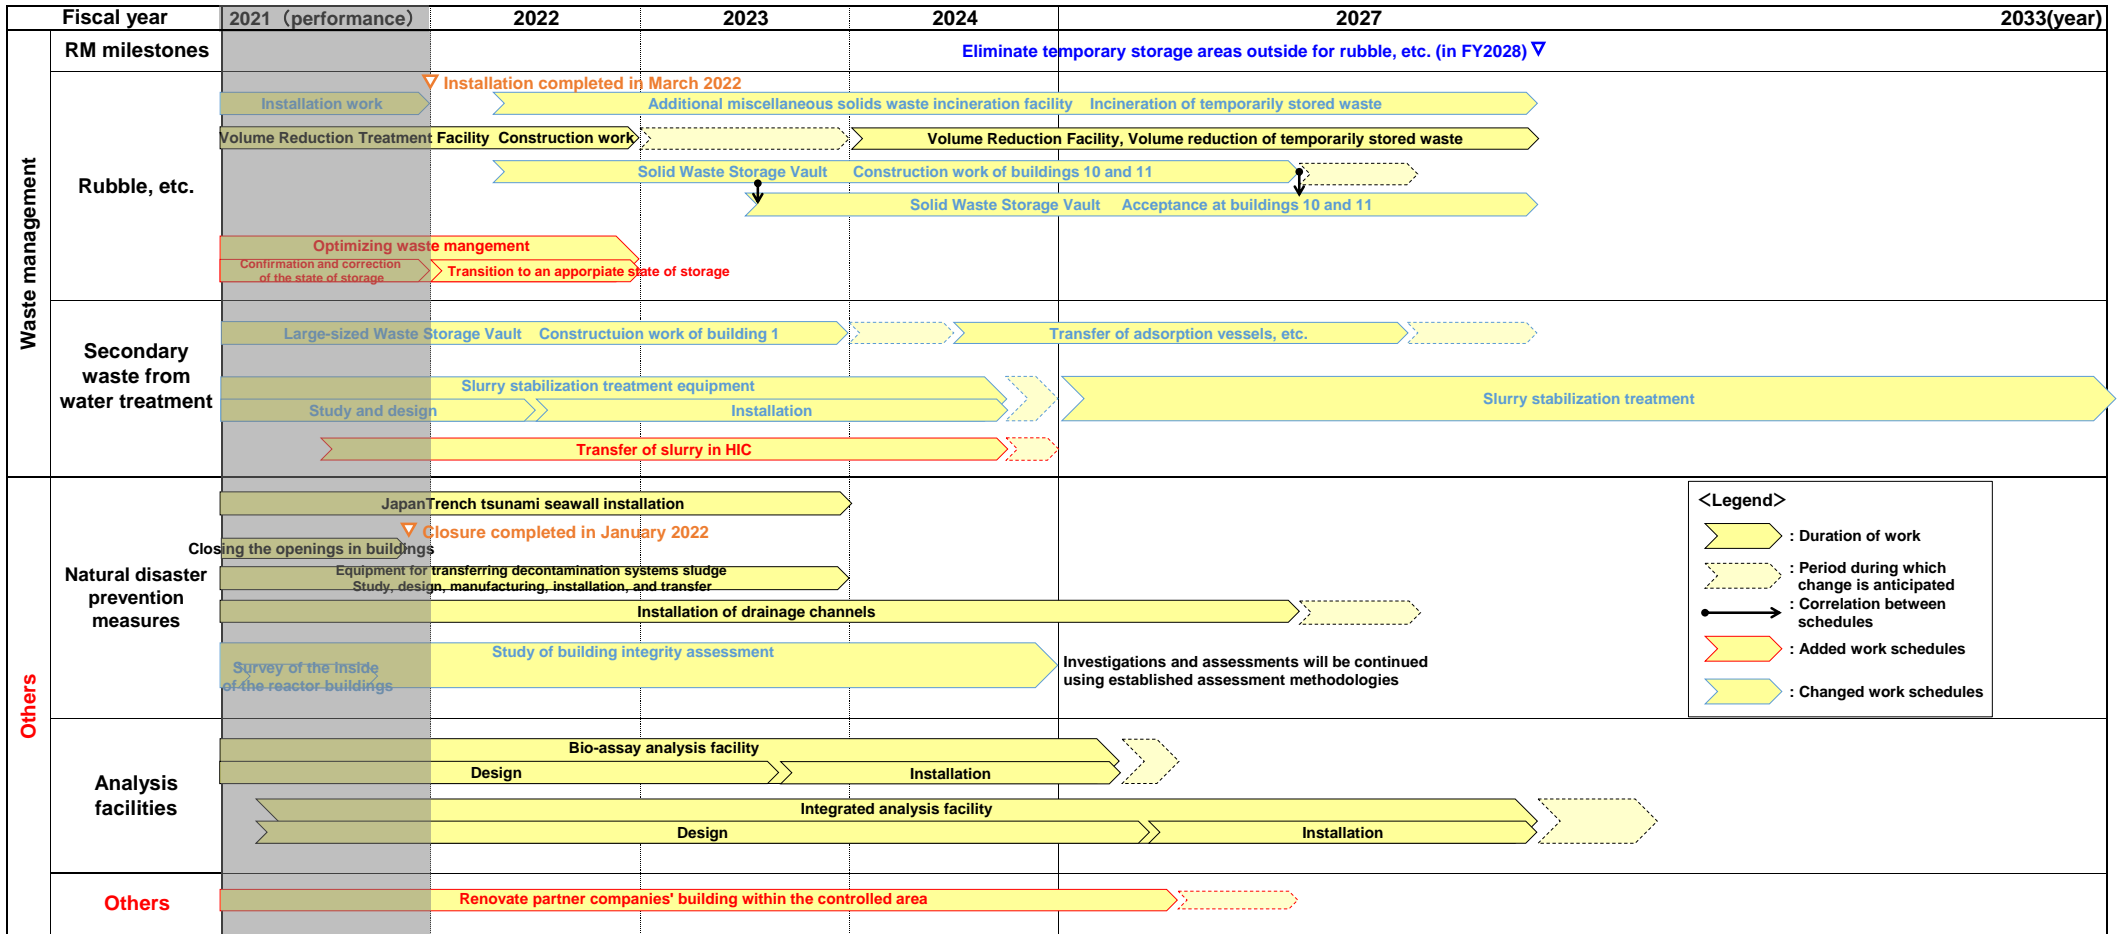 Fiscal year
2021（performance）
2022
2023
2024
2027
2033(year)
Waste management
RM milestones
Eliminate temporary storage areas outside for rubble, etc. (in FY2028)
Rubble, etc.
Installation completed in March 2022
Installation work
Additional miscellaneous solids waste incineration facility Incineration of temporarily stored waste
Volume Reduction Treatment Facility Construction work
Volume Reduction Facility, Volume reduction of temporarily stored waste
Solid Waste Storage Vault Construction work of buildings 10 and 11
Solid Waste Storage Vault Acceptance at buildings 10 and 11
Optimizing waste mangement
Confirmation and correction
of the state of storage
Transition to an apporpiate state of storage
Secondary
waste from
water treatment
Large-sized Waste Storage Vault Constructuion work of building 1
Transfer of adsorption vessels, etc.
Slurry stabilization treatment equipment
Study and design
Installation
Slurry stabilization treatment
Transfer of slurry in HIC
Others
Natural disaster
prevention
measures
JapanTrench tsunami seawall installation
Closure completed in January 2022
Closing the openings in buildings
Equipment for transferring decontamination systems sludge
Study, design, manufacturing, installation, and transfer
Installation of drainage channels
Study of building integrity assessment
Survey of the inside
of the reactor buildings
Investigations and assessments will be continued
using established assessment methodologies
<Legend>
: Duration of work
: Period during which
change is anticipated
: Correlation between
schedules
: Added work schedules
: Changed work schedules
Analysis
facilities
Bio-assay analysis facility
Design
Installation
Integrated analysis facility
Design
Installation
Others
Renovate partner companies' building within the controlled area